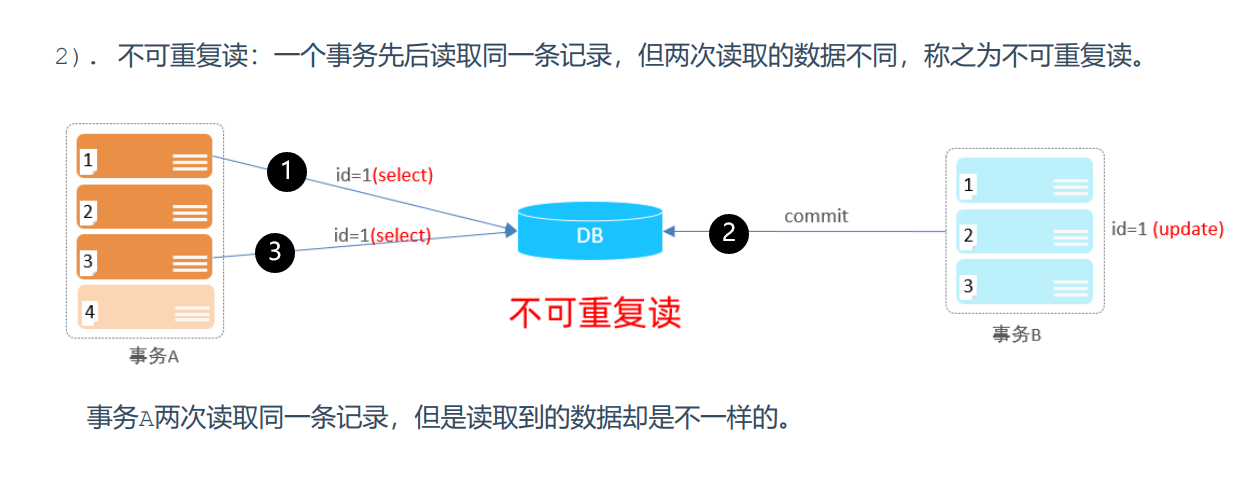 2). 不可重复读：一个事务先后读取同一条记录，但两次读取的数据不同，称之为不可重复读。
1
2
3
4
事务A
1
id=1(select)
3
id=1(select)
DB
不可重复读
commit
2
1
2
3
id=1 (update)
事务B
事务A两次读取同一条记录，但是读取到的数据却是不一样的。